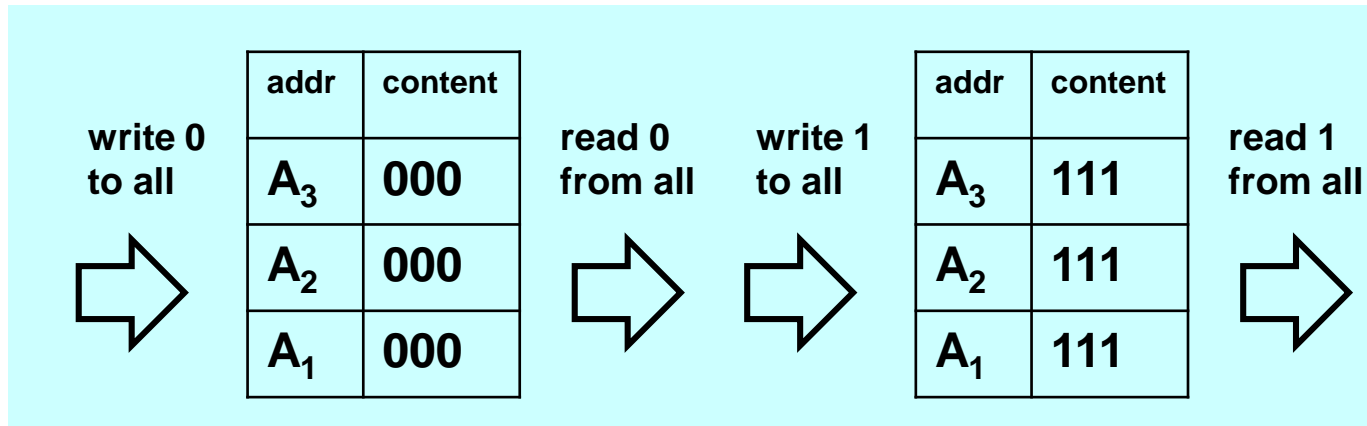 write 0
to all
addr content
A₃ 000
A₂ 000
A₁ 000
read 0
from all
write 1
to all
addr content
A₃ 111
A₂ 111
A₁ 111
read 1
from all